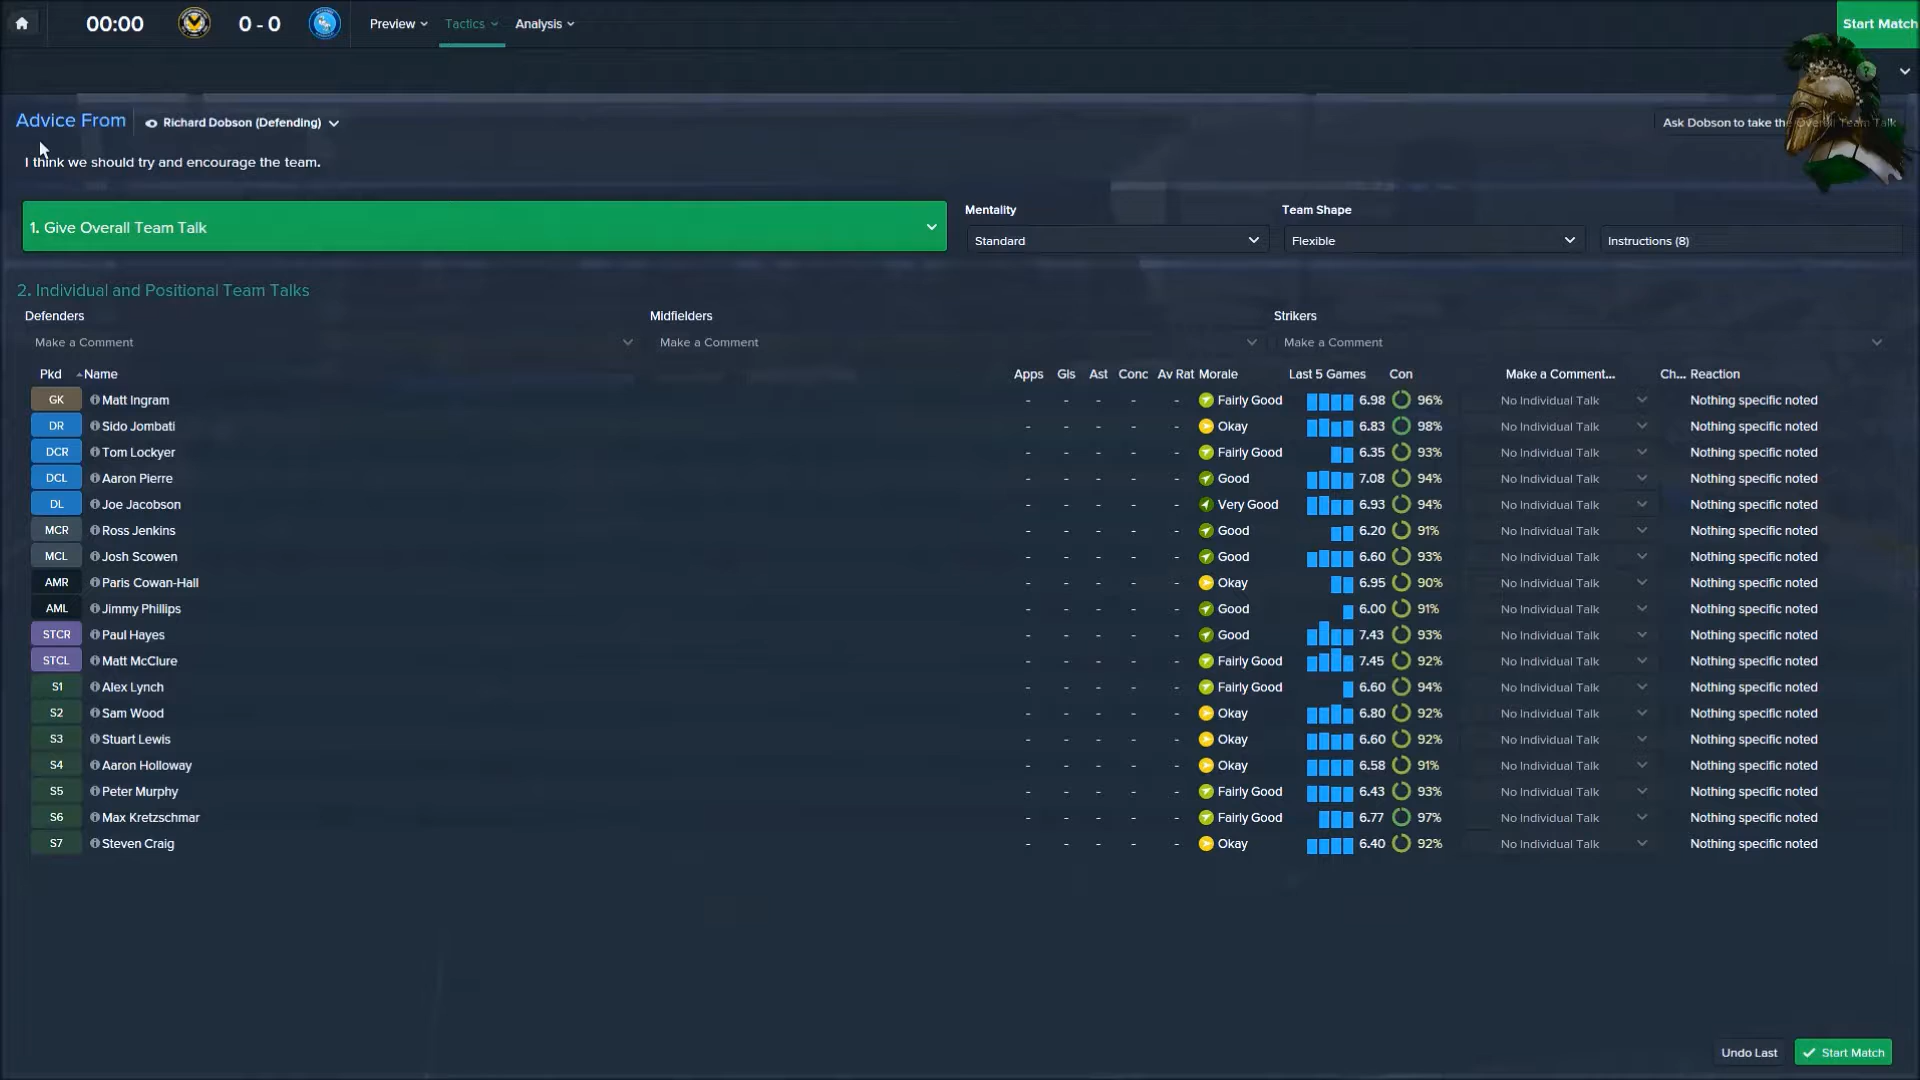 00:00 0 - 0 Preview Tactics Analysis Start Match
Advice From Richard Dobson (Defending) Ask Dobson to take the Overall Team Talk
I think we should try and encourage the team.
1. Give Overall Team Talk
Mentality Team Shape
Standard Flexible Instructions (8)
2. Individual and Positional Team Talks
Defenders Midfielders Strikers
Make a Comment Make a Comment Make a Comment
Pkd Name Apps Gls Ast Conc Av Rat Morale Last 5 Games Con Make a Comment... Ch... Reaction
GK Matt Ingram - - - - - Fairly Good 6.98 96% No Individual Talk Nothing specific noted
DR Sido Jombati - - - - - Okay 6.83 98% No Individual Talk Nothing specific noted
DCR Tom Lockyer - - - - - Fairly Good 6.35 93% No Individual Talk Nothing specific noted
DCL Aaron Pierre - - - - - Good 7.08 94% No Individual Talk Nothing specific noted
DL Joe Jacobson - - - - - Very Good 6.93 94% No Individual Talk Nothing specific noted
MCR Ross Jenkins - - - - - Good 6.20 91% No Individual Talk Nothing specific noted
MCL Josh Scowen - - - - - Good 6.60 93% No Individual Talk Nothing specific noted
AMR Paris Cowan-Hall - - - - - Okay 6.95 90% No Individual Talk Nothing specific noted
AML Jimmy Phillips - - - - - Good 6.00 91% No Individual Talk Nothing specific noted
STCR Paul Hayes - - - - - Good 7.43 93% No Individual Talk Nothing specific noted
STCL Matt McClure - - - - - Fairly Good 7.45 92% No Individual Talk Nothing specific noted
S1 Alex Lynch - - - - - Fairly Good 6.60 94% No Individual Talk Nothing specific noted
S2 Sam Wood - - - - - Okay 6.80 92% No Individual Talk Nothing specific noted
S3 Stuart Lewis - - - - - Okay 6.60 92% No Individual Talk Nothing specific noted
S4 Aaron Holloway - - - - - Okay 6.58 91% No Individual Talk Nothing specific noted
S5 Peter Murphy - - - - - Fairly Good 6.43 93% No Individual Talk Nothing specific noted
S6 Max Kretzschmar - - - - - Fairly Good 6.77 97% No Individual Talk Nothing specific noted
S7 Steven Craig - - - - - Okay 6.40 92% No Individual Talk Nothing specific noted
Undo Last Start Match